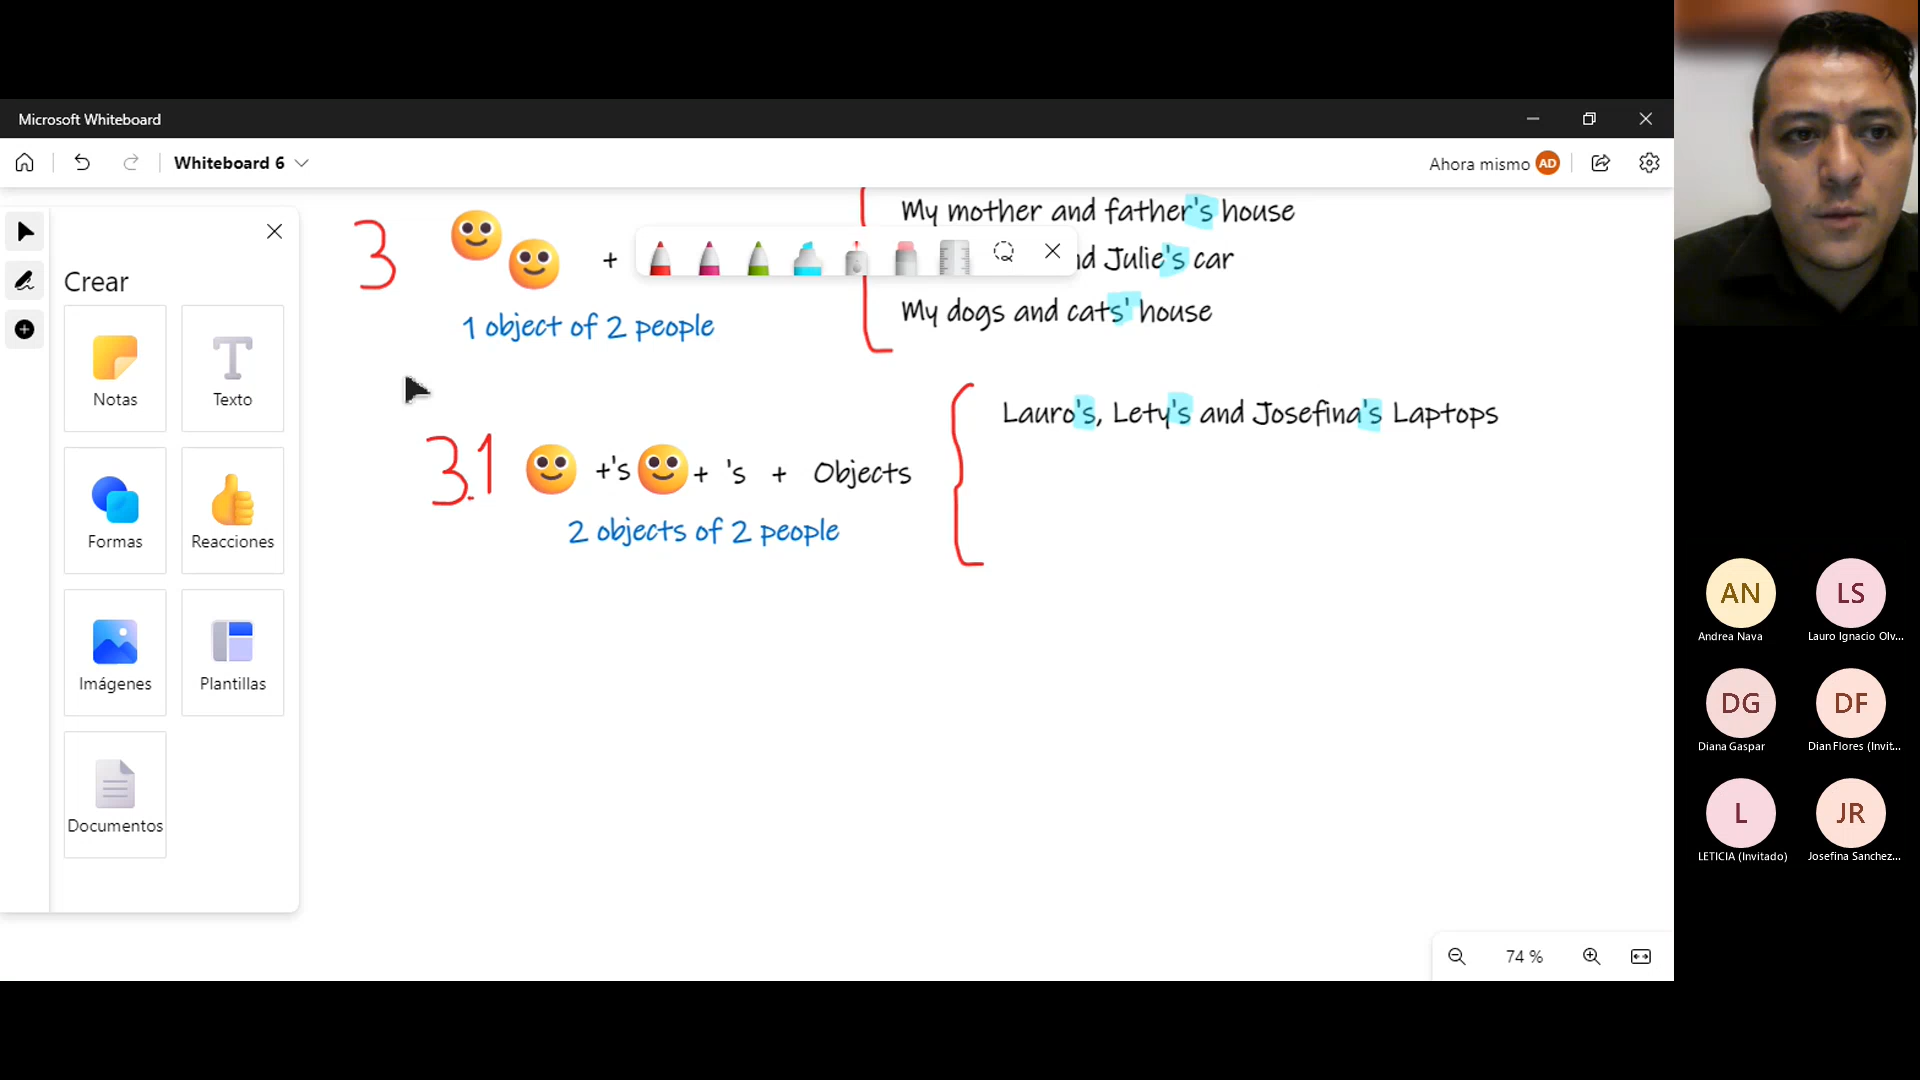 Microsoft Whiteboard
Whiteboard 6
Ahora mismo AD
Crear
Notas
Texto
Formas
Reacciones
Imágenes
Plantillas
Documentos
3
+
1 object of 2 people
My mother and father's house
nd Julie's car
My dogs and cats' house
3.1
+'s + 's + Objects
2 objects of 2 people
Lauro's, Lety's and Josefina's Laptops
74 %
AN
Andrea Nava
LS
Lauro Ignacio Olv...
DG
Diana Gaspar
DF
Dian Flores (Invit...
L
LETICIA (Invitado)
JR
Josefina Sanchez...